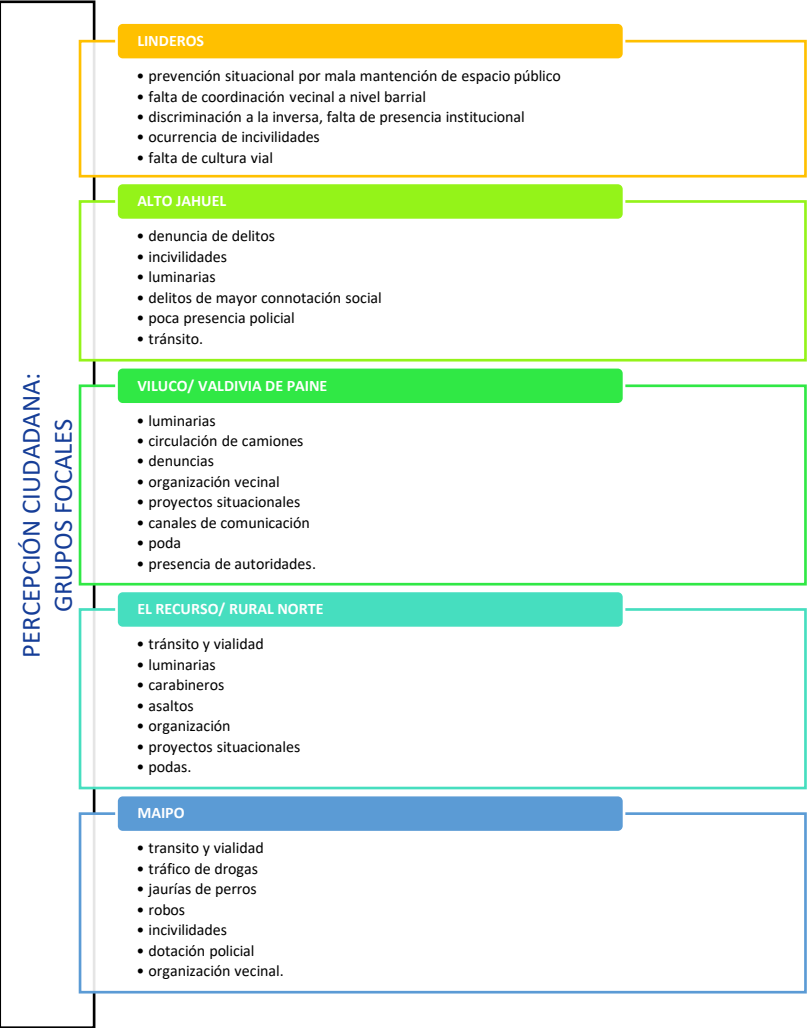 PERCEPCIÓN CIUDADANA:
GRUPOS FOCALES
LINDEROS
• prevención situacional por mala mantención de espacio público
• falta de coordinación vecinal a nivel barrial
• discriminación a la inversa, falta de presencia institucional
• ocurrencia de incivilidades
• falta de cultura vial
ALTO JAHUEL
• denuncia de delitos
• incivilidades
• luminarias
• delitos de mayor connotación social
• poca presencia policial
• tránsito.
VILUCO/ VALDIVIA DE PAINE
• luminarias
• circulación de camiones
• denuncias
• organización vecinal
• proyectos situacionales
• canales de comunicación
• poda
• presencia de autoridades.
EL RECURSO/ RURAL NORTE
• tránsito y vialidad
• luminarias
• carabineros
• asaltos
• organización
• proyectos situacionales
• podas.
MAIPO
• transito y vialidad
• tráfico de drogas
• jaurías de perros
• robos
• incivilidades
• dotación policial
• organización vecinal.